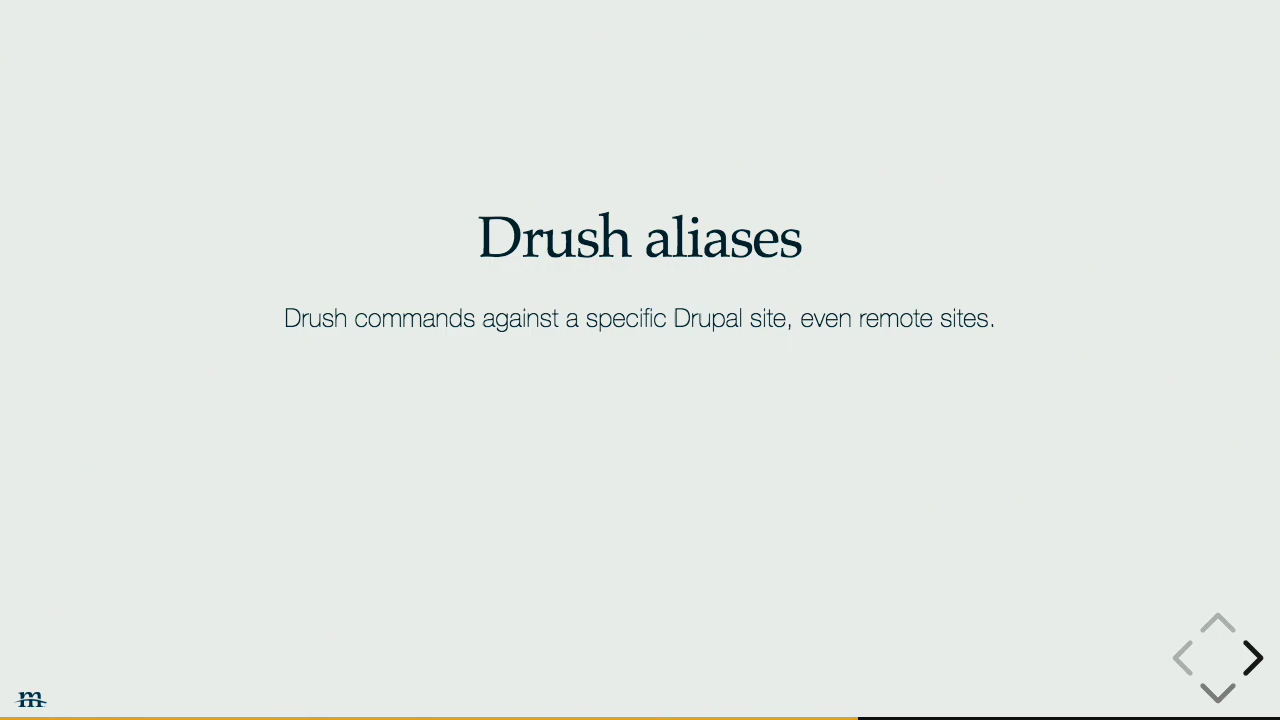 Drush aliases
Drush commands against a specific Drupal site, even remote sites.
m